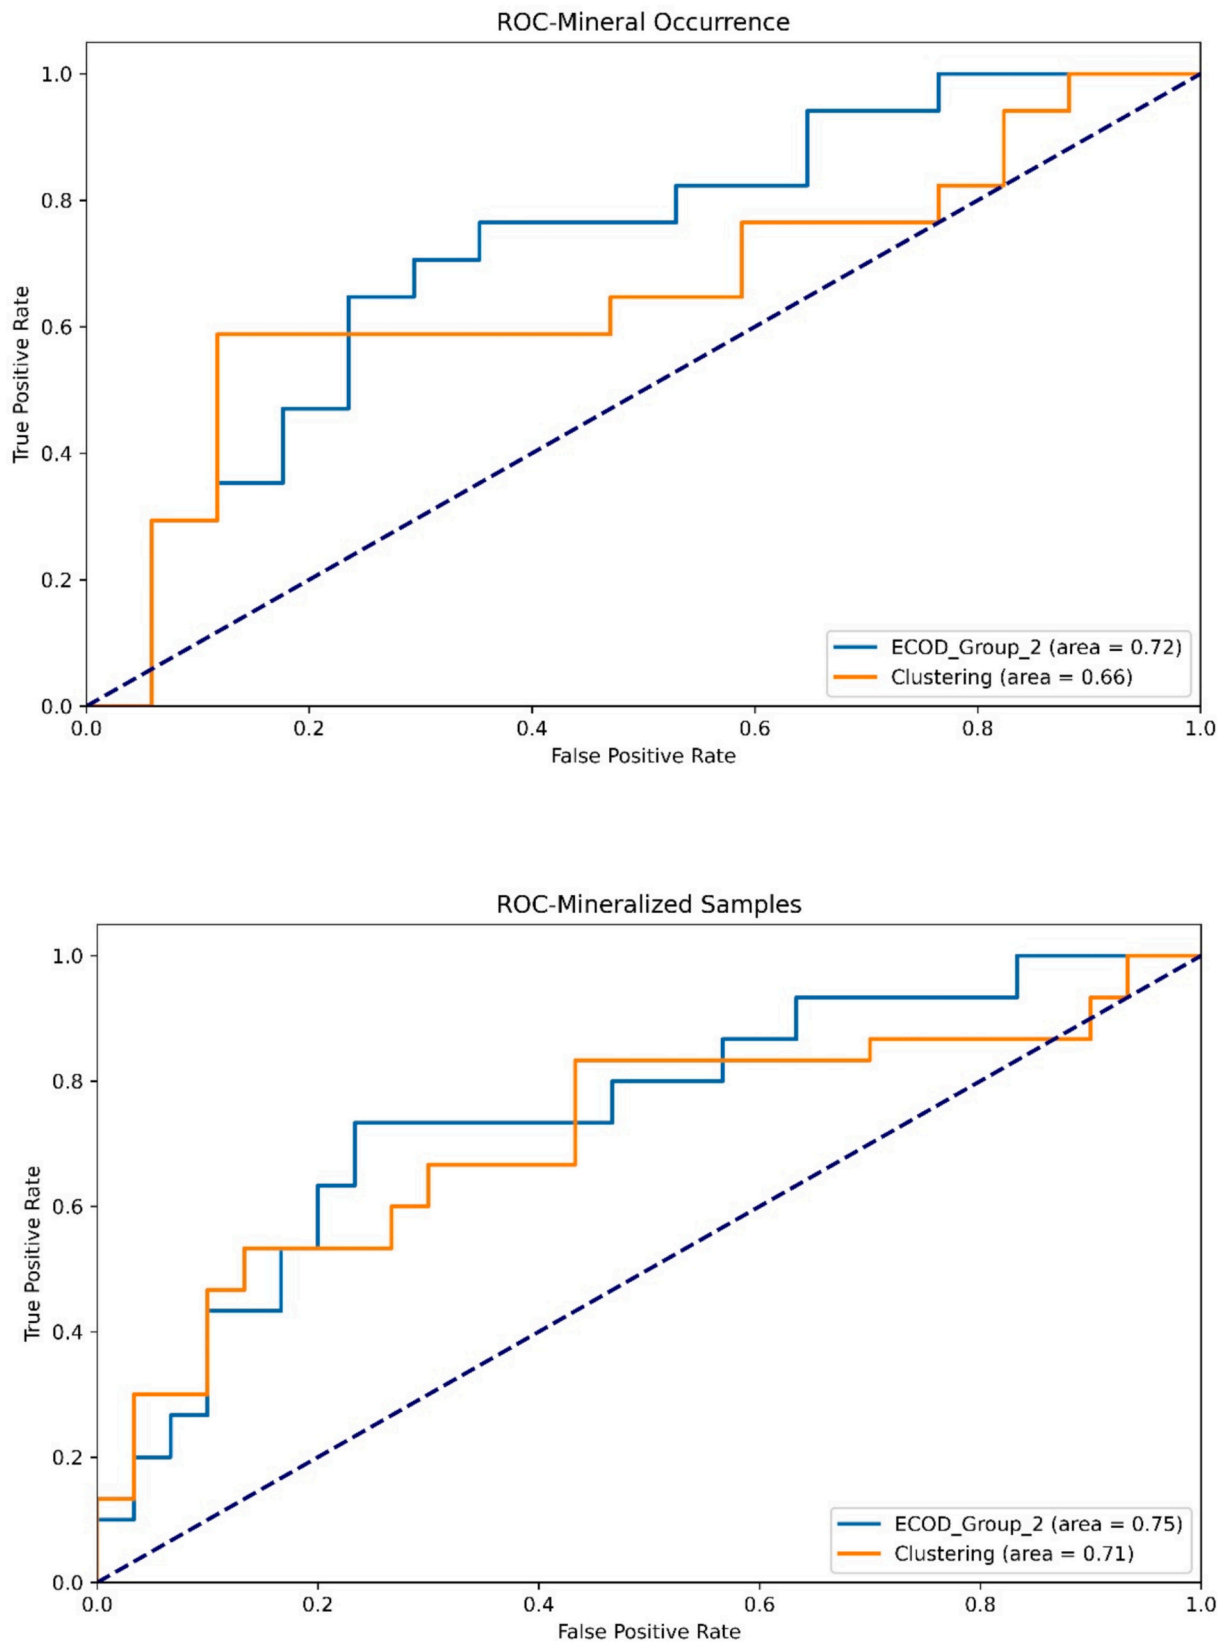 ROC-Mineral Occurrence
1.0
0.8
0.6
0.4
0.2
0.0
True Positive Rate
ECOD_Group_2 (area = 0.72)
Clustering (area = 0.66)
0.0 0.2 0.4 0.6 0.8 1.0
False Positive Rate
ROC-Mineralized Samples
1.0
0.8
0.6
0.4
0.2
0.0
True Positive Rate
ECOD_Group_2 (area = 0.75)
Clustering (area = 0.71)
0.0 0.2 0.4 0.6 0.8 1.0
False Positive Rate